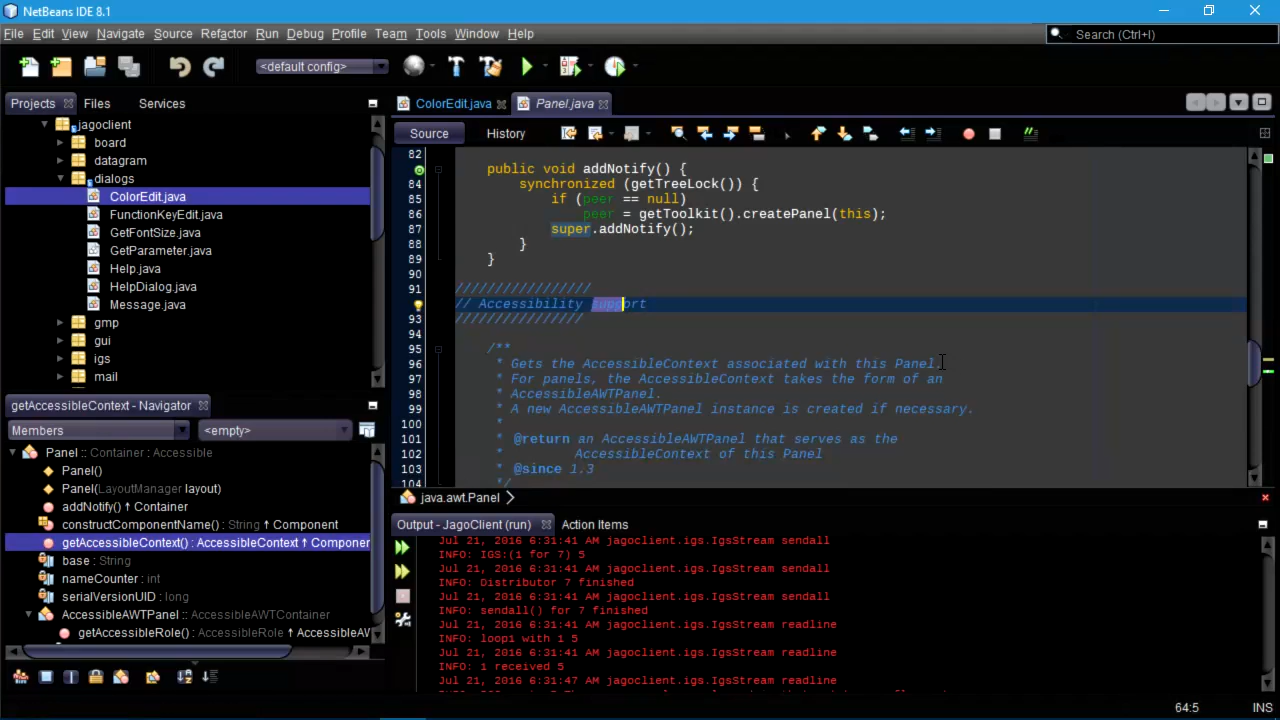 NetBeans IDE 8.1
File Edit View Navigate Source Refactor Run Debug Profile Team Tools Window Help
Search (Ctrl+I)
<default config>
Projects Files Services
jagoclient
board
datagram
dialogs
ColorEdit.java
FunctionKeyEdit.java
GetFontSize.java
GetParameter.java
Help.java
HelpDialog.java
Message.java
gmp
gui
igs
mail
getAccessibleContext - Navigator
Members <empty>
Panel :: Container : Accessible
Panel()
Panel(LayoutManager layout)
addNotify() ↑ Container
constructComponentName() : String ↑ Component
getAccessibleContext() : AccessibleContext ↑ Componer
base : String
nameCounter : int
serialVersionUID : long
AccessibleAWTPanel :: AccessibleAWTContainer
getAccessibleRole() : AccessibleRole ↑ AccessibleAW
ColorEdit.java Panel.java
Source History
82
public void addNotify() {
84 synchronized (getTreeLock()) {
85 if (peer == null)
86 peer = getToolkit().createPanel(this);
87 super.addNotify();
88 }
89 }
90
91 /////////////////
// Accessibility support
93 ////////////////
94
95 /**
96 * Gets the AccessibleContext associated with this Panel.
97 * For panels, the AccessibleContext takes the form of an
98 * AccessibleAWTPanel.
99 * A new AccessibleAWTPanel instance is created if necessary.
100 *
101 * @return an AccessibleAWTPanel that serves as the
102 * AccessibleContext of this Panel
103 * @since 1.3
104 */
java.awt.Panel
Output - JagoClient (run) Action Items
Jul 21, 2016 6:31:41 AM jagoclient.igs.IgsStream sendall
INFO: IGS:(1 for 7) 5
Jul 21, 2016 6:31:41 AM jagoclient.igs.IgsStream sendall
INFO: Distributor 7 finished
Jul 21, 2016 6:31:41 AM jagoclient.igs.IgsStream sendall
INFO: sendall() for 7 finished
Jul 21, 2016 6:31:41 AM jagoclient.igs.IgsStream readline
INFO: loop1 with 1 5
Jul 21, 2016 6:31:41 AM jagoclient.igs.IgsStream readline
INFO: 1 received 5
Jul 21, 2016 6:31:47 AM jagoclient.igs.IgsStream readline
64:5 INS